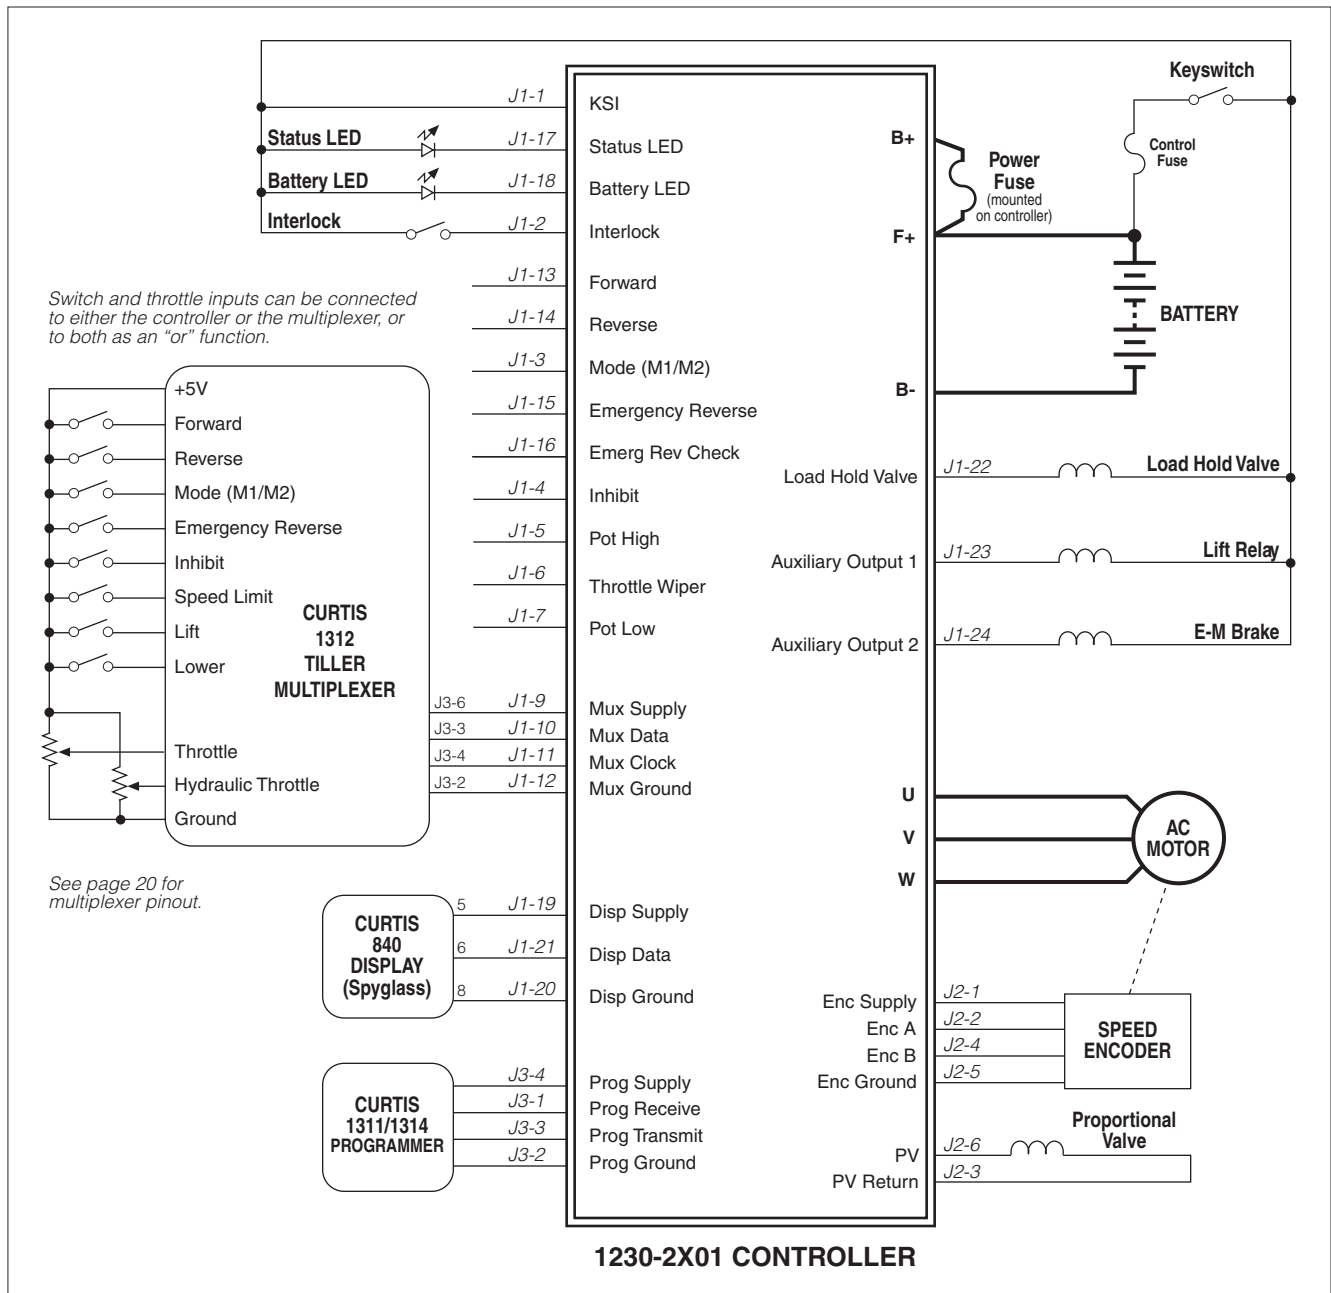 Keyswitch
Control
Fuse
Power
Fuse
(mounted
on controller)
BATTERY
Status LED
Battery LED
Interlock
J1-1
J1-17
J1-18
J1-2
J1-13
J1-14
J1-3
J1-15
J1-16
J1-4
J1-5
J1-6
J1-7
KSI
Status LED
Battery LED
Interlock
Forward
Reverse
Mode (M1/M2)
Emergency Reverse
Emerg Rev Check
Inhibit
Pot High
Throttle Wiper
Pot Low
B+
F+
B-
Load Hold Valve
J1-22
Load Hold Valve
Auxiliary Output 1
J1-23
Lift Relay
Auxiliary Output 2
J1-24
E-M Brake
Switch and throttle inputs can be connected
to either the controller or the multiplexer, or
to both as an “or” function.
+5V
Forward
Reverse
Mode (M1/M2)
Emergency Reverse
Inhibit
Speed Limit
Lift
Lower
Throttle
Hydraulic Throttle
Ground
CURTIS
1312
TILLER
MULTIPLEXER
J3-6
J1-9
Mux Supply
J3-3
J1-10
Mux Data
J3-4
J1-11
Mux Clock
J3-2
J1-12
Mux Ground
See page 20 for
multiplexer pinout.
U
V
W
AC
MOTOR
CURTIS
840
DISPLAY
(Spyglass)
5
J1-19
Disp Supply
6
J1-21
Disp Data
8
J1-20
Disp Ground
Enc Supply
J2-1
Enc A
J2-2
Enc B
J2-4
Enc Ground
J2-5
SPEED
ENCODER
CURTIS
1311/1314
PROGRAMMER
J3-4
Prog Supply
J3-1
Prog Receive
J3-3
Prog Transmit
J3-2
Prog Ground
Proportional
Valve
PV
J2-6
PV Return
J2-3
1230-2X01 CONTROLLER